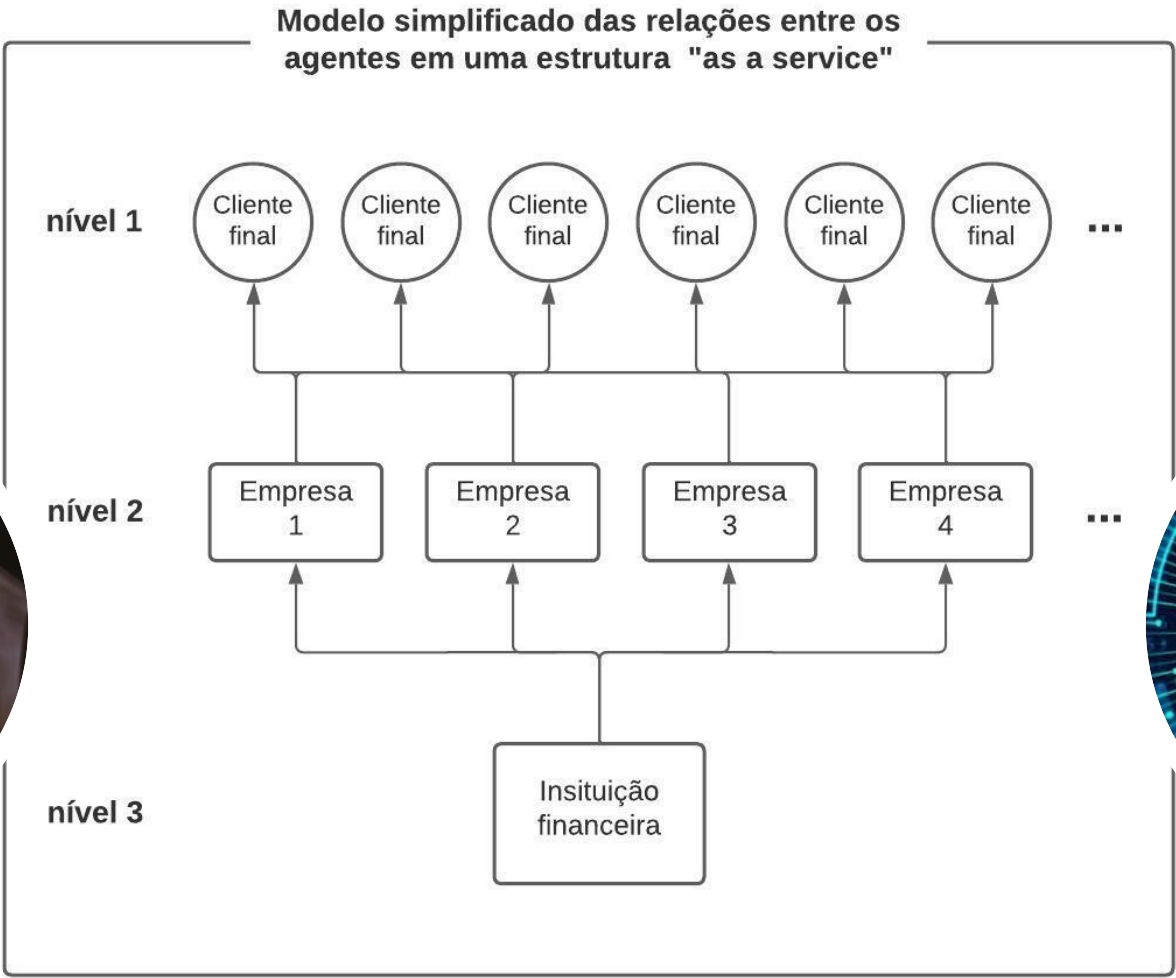 Modelo simplificado das relações entre os
agentes em uma estrutura "as a service"
nível 1
Cliente
final
Cliente
final
Cliente
final
Cliente
final
Cliente
final
Cliente
final
...
nível 2
Empresa
1
Empresa
2
Empresa
3
Empresa
4
...
nível 3
Insituição
financeira